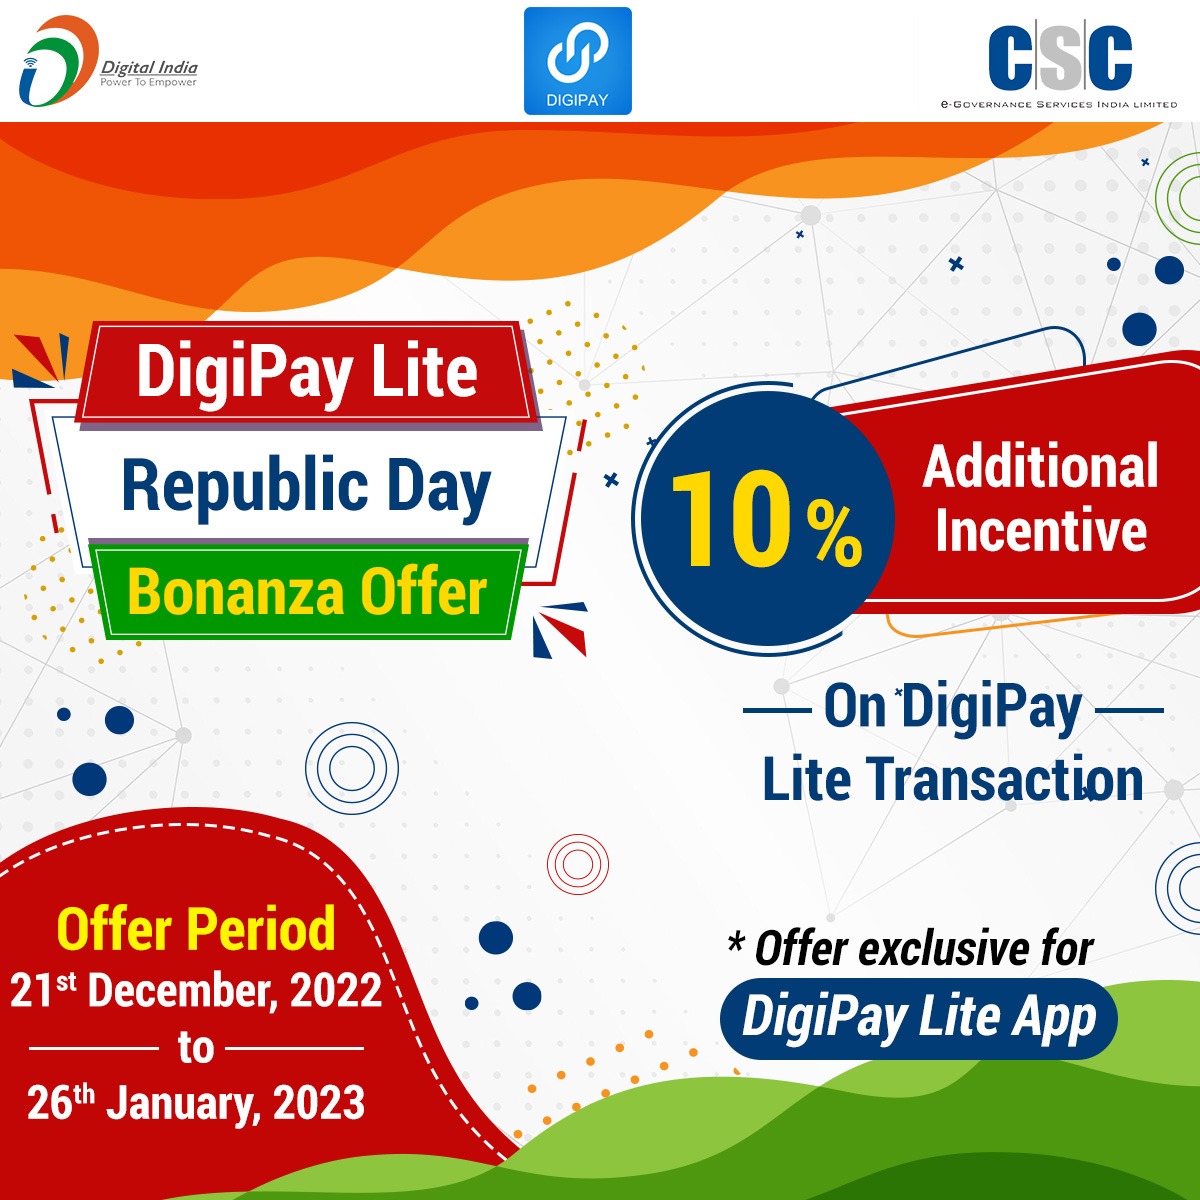 Digital India
Power To Empower
DIGIPAY
CSC
e-Governance Services India Limited
DigiPay Lite
Republic Day
Bonanza Offer
10%
Additional
Incentive
On DigiPay
Lite Transaction
Offer Period
21st December, 2022
to
26th January, 2023
* Offer exclusive for
DigiPay Lite App